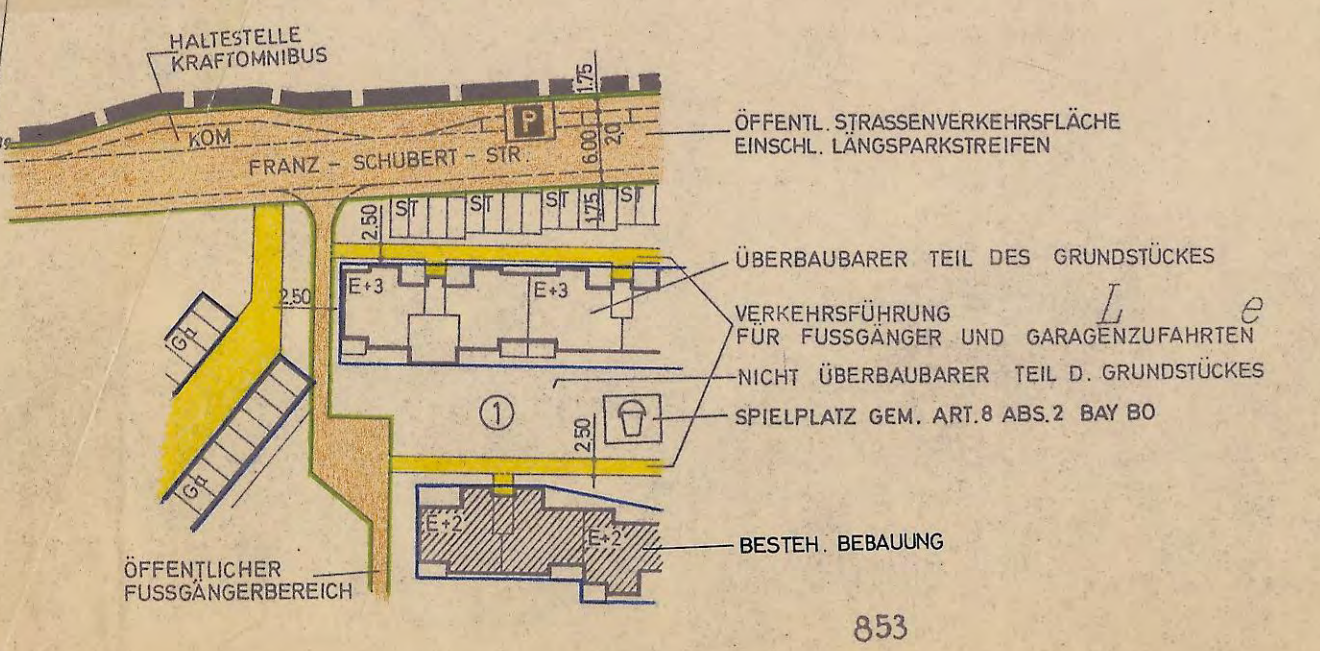 HALTESTELLE
KRAFTOMNIBUS
KOM
P
FRANZ - SCHUBERT - STR.
1.75
6.00
2.0
1.75
ÖFFENTL. STRASSENVERKEHRSFLÄCHE
EINSCHL. LÄNGSPARKSTREIFEN
ST
ST
ST
ST
2.50
2.50
E+3
E+3
ÜBERBAUBARER TEIL DES GRUNDSTÜCKES
VERKEHRSFÜHRUNG
L e
FÜR FUSSGÄNGER UND GARAGENZUFAHRTEN
NICHT ÜBERBAUBARER TEIL D. GRUNDSTÜCKES
1
2.50
SPIELPLATZ GEM. ART.8 ABS.2 BAY BO
Ga
Ga
E+2
E+2
BESTEH. BEBAUUNG
ÖFFENTLICHER
FUSSGÄNGERBEREICH
853